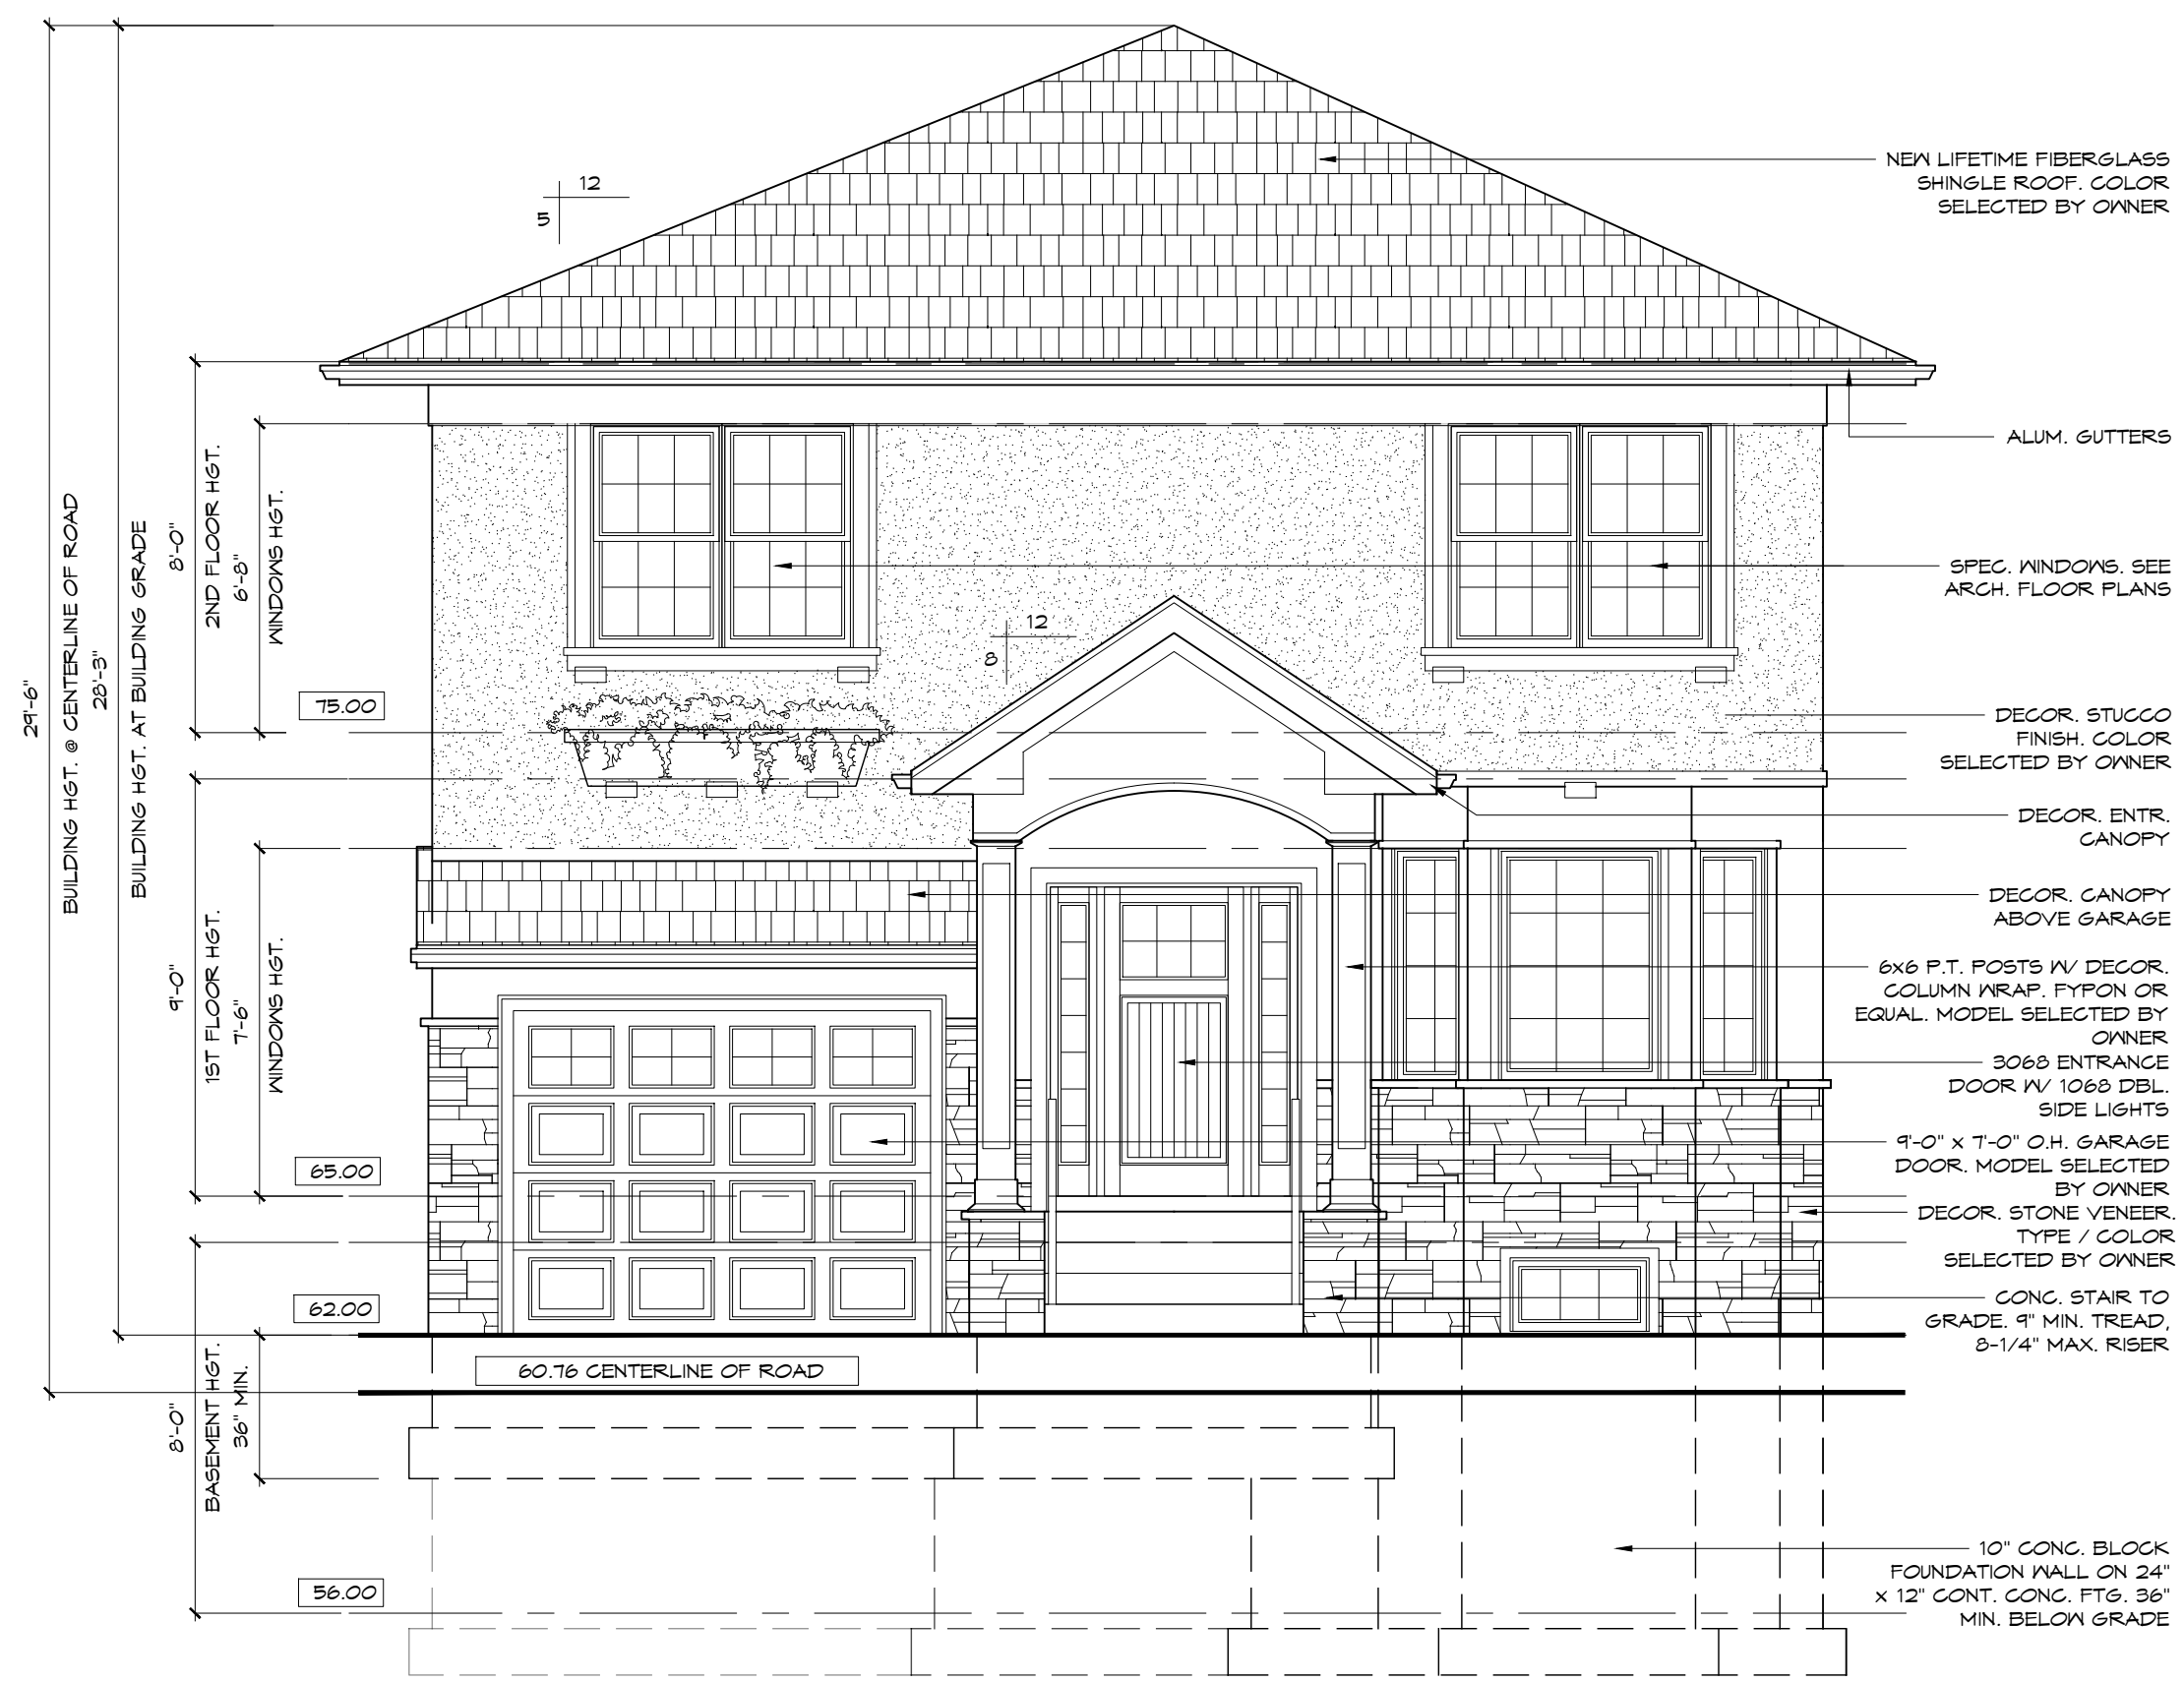 29'-6"
BUILDING HGT. @ CENTERLINE OF ROAD
28'-3"
BUILDING HGT. AT BUILDING GRADE
8'-0"
2ND FLOOR HGT.
6'-8"
WINDOWS HGT.
9'-0"
1ST FLOOR HGT.
7'-6"
WINDOWS HGT.
8'-0"
BASEMENT HGT.
36" MIN.
12
5
12
8
75.00
65.00
62.00
60.76 CENTERLINE OF ROAD
56.00
NEW LIFETIME FIBERGLASS
SHINGLE ROOF. COLOR
SELECTED BY OWNER
ALUM. GUTTERS
SPEC. WINDOWS. SEE
ARCH. FLOOR PLANS
DECOR. STUCCO
FINISH. COLOR
SELECTED BY OWNER
DECOR. ENTR.
CANOPY
DECOR. CANOPY
ABOVE GARAGE
6x6 P.T. POSTS W/ DECOR.
COLUMN WRAP. FYPON OR
EQUAL. MODEL SELECTED BY
OWNER
3068 ENTRANCE
DOOR W/ 1068 DBL.
SIDE LIGHTS
9'-0" x 7'-0" O.H. GARAGE
DOOR. MODEL SELECTED
BY OWNER
DECOR. STONE VENEER.
TYPE / COLOR
SELECTED BY OWNER
CONC. STAIR TO
GRADE. 9" MIN. TREAD,
8-1/4" MAX. RISER
10" CONC. BLOCK
FOUNDATION WALL ON 24"
x 12" CONT. CONC. FTG. 36"
MIN. BELOW GRADE